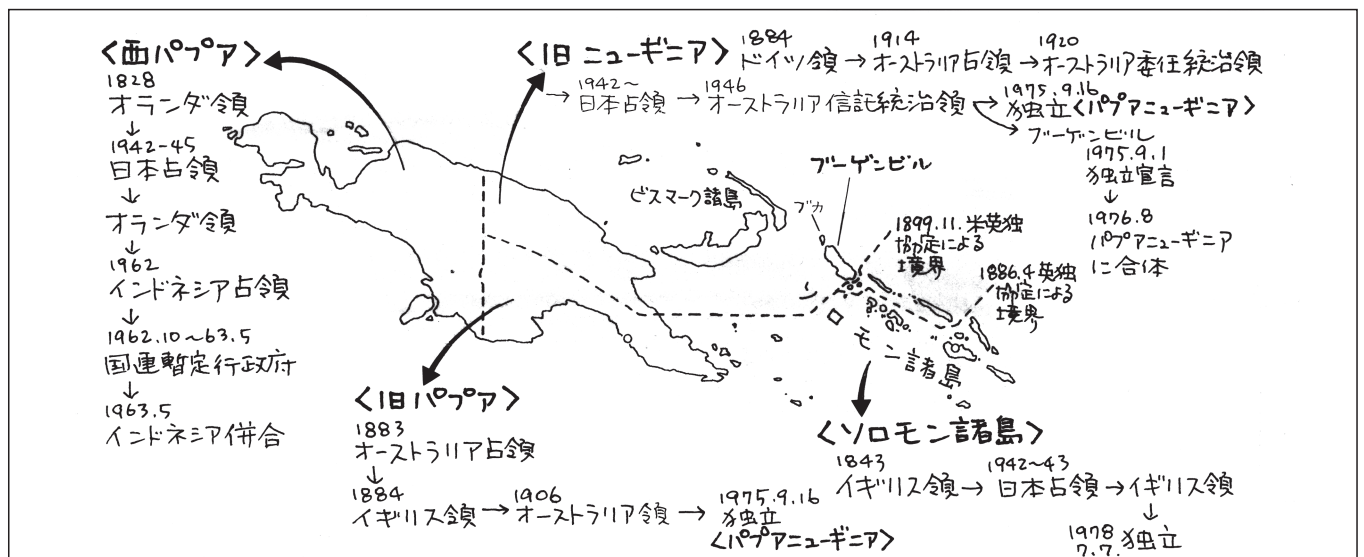 〈西パプア〉
1828
オランダ領
↓
1942-45
日本占領
↓
オランダ領
↓
1962
インドネシア占領
↓
1962.10～63.5
国連暫定行政府
↓
1963.5
インドネシア併合
〈旧ニューギニア〉
1884 1914 1920
ドイツ領→オーストラリア占領→オーストラリア委任統治領
1942～ 1946 1975.9.16
→日本占領→オーストラリア信託統治領→独立〈パプアニューギニア〉
ブーゲンビル
1975.9.1
独立宣言
↓
1976.8
パプアニューギニア
に合体
ビスマーク諸島
ブーゲンビル
ブカ
1899.11.米英独
協定による
境界
1886.4英独
協定による
境界
ソロモン諸島
〈旧パプア〉
1883
オーストラリア占領
↓
1884 1906 1975.9.16
イギリス領→オーストラリア領→独立
〈パプアニューギニア〉
〈ソロモン諸島〉
1843 1942～43
イギリス領→日本占領→イギリス領
↓
1978
7.7.独立